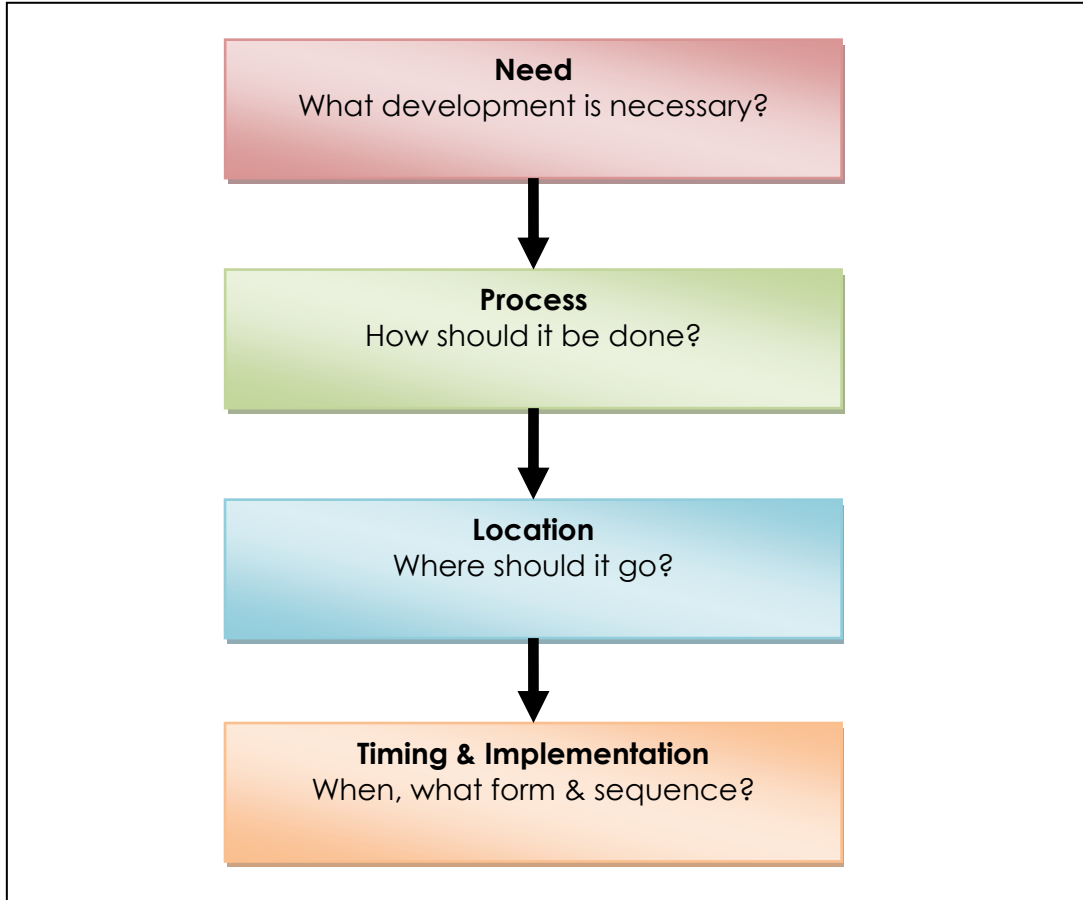 Need
What development is necessary?
Process
How should it be done?
Location
Where should it go?
Timing & Implementation
When, what form & sequence?